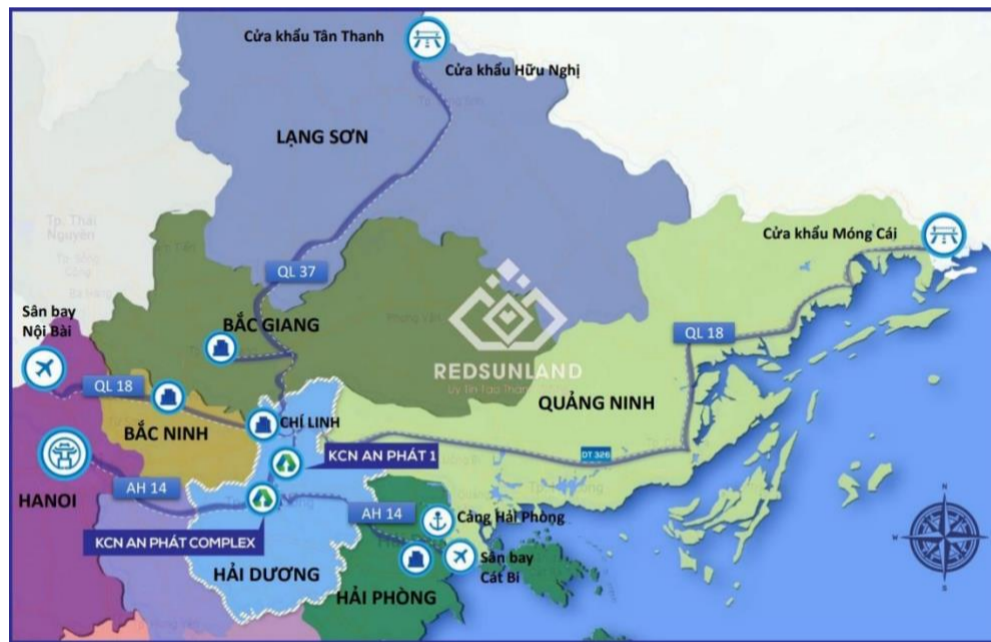 Cửa khẩu Tân Thanh
Cửa khẩu Hữu Nghị
LẠNG SƠN
Tp. Thái
Nguyên
Cửa khẩu Móng Cái
QL 37
Sân bay
Nội Bài
BẮC GIANG
QL 18
REDSUNLAND
QL 18
QUẢNG NINH
CHÍ LINH
BẮC NINH
KCN AN PHÁT 1
DT 326
HANOI
AH 14
AH 14
Cảng Hải Phòng
KCN AN PHÁT COMPLEX
Sân bay
Cát Bi
HẢI DƯƠNG
HẢI PHÒNG
N
W
E
S